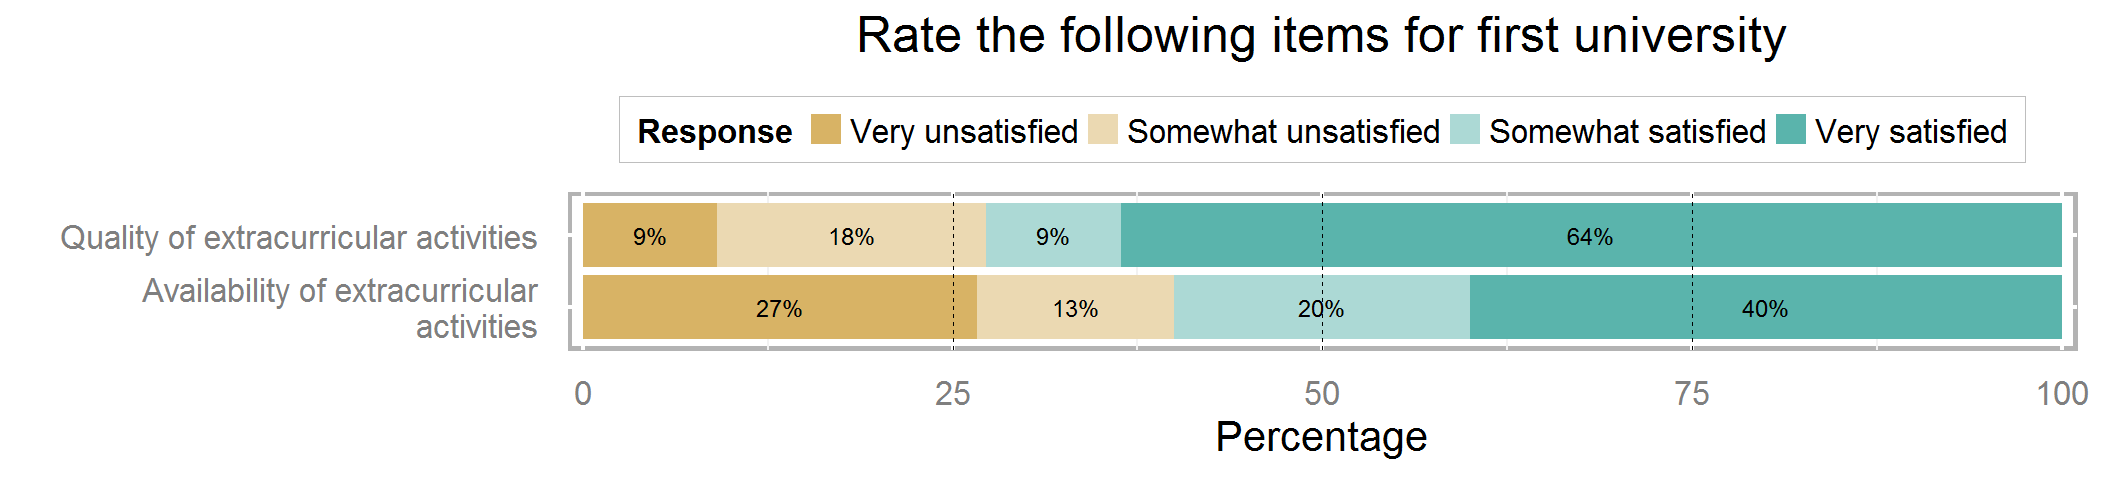 Rate the following items for first university
Response Very unsatisfied Somewhat unsatisfied Somewhat satisfied Very satisfied
Quality of extracurricular activities 9% 18% 9% 64%
Availability of extracurricular
activities
27% 13% 20% 40%
0 25 50 75 100
Percentage